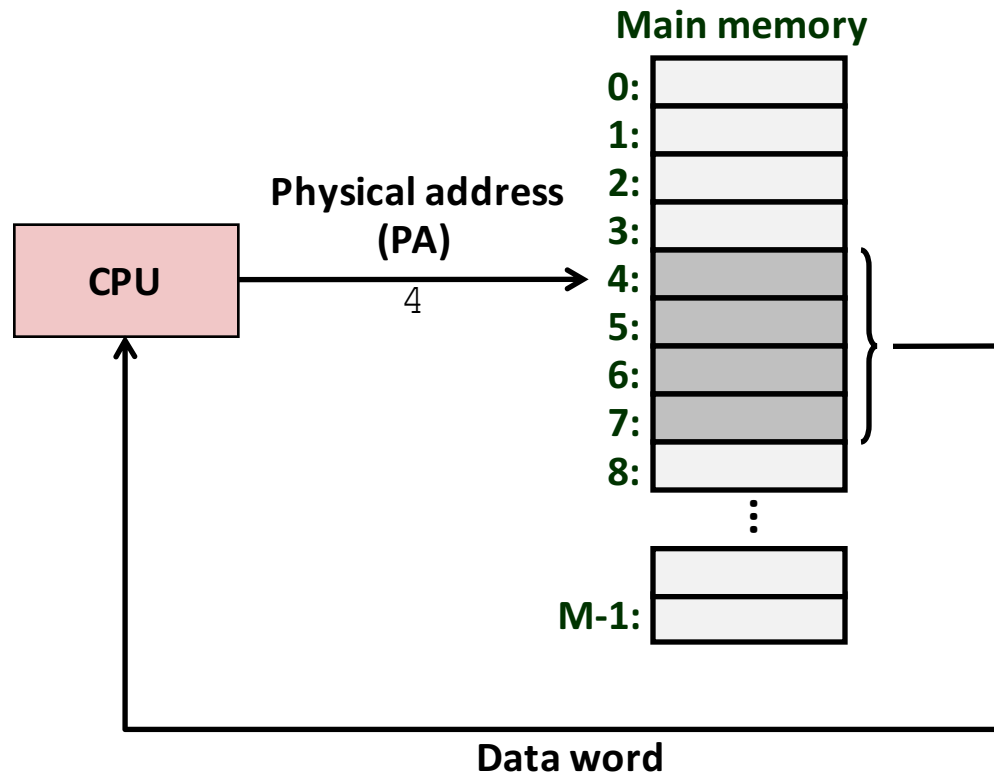 Main memory
0:
1:
2:
3:
4:
5:
6:
7:
8:
...
M-1:
Physical address
(PA)
4
CPU
Data word